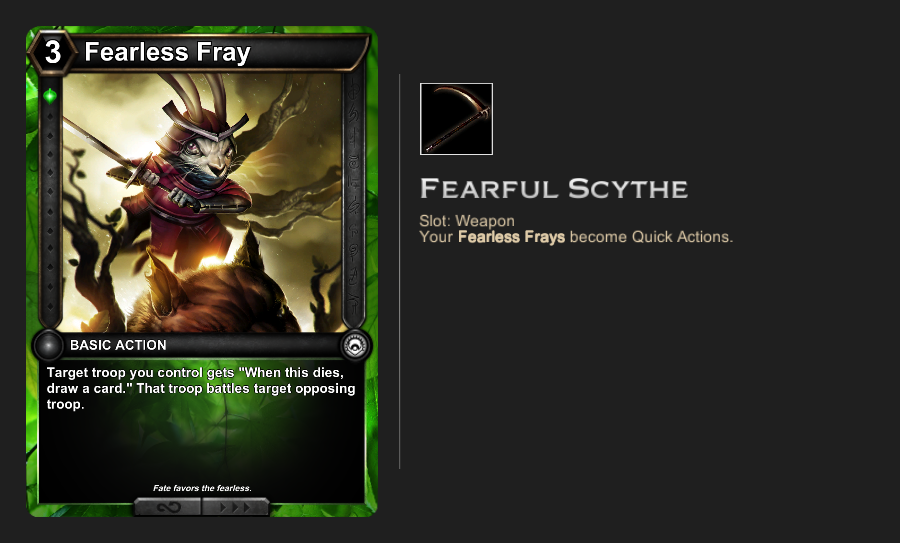 3 Fearless Fray
BASIC ACTION
Target troop you control gets "When this dies,
draw a card." That troop battles target opposing
troop.
Fate favors the fearless.
FEARFUL SCYTHE
Slot: Weapon
Your Fearless Frays become Quick Actions.